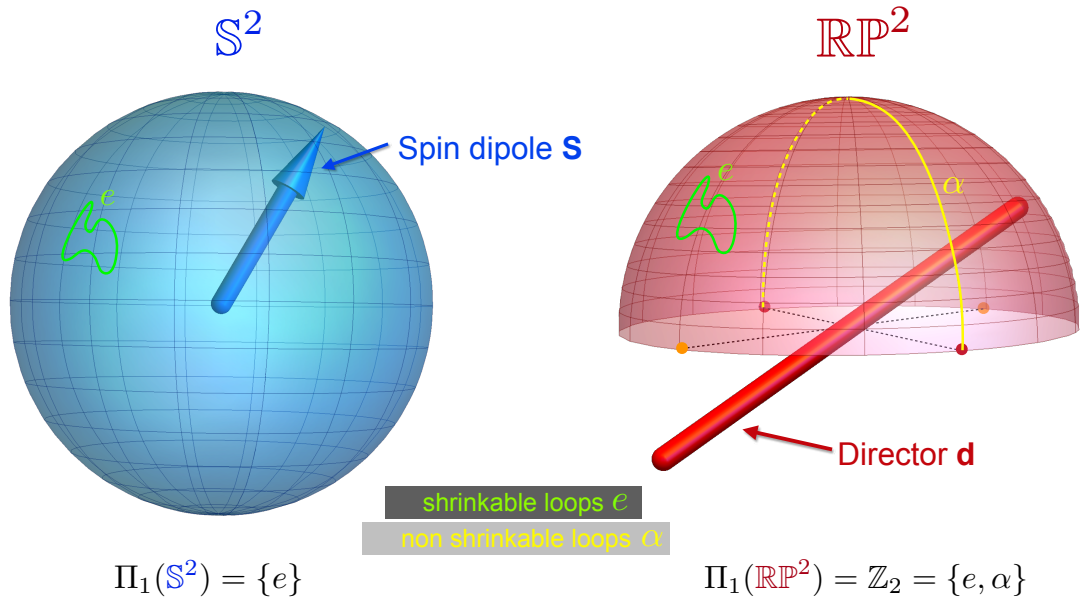 𝕊²
ℝℙ²
Spin dipole S
e
e
α
Director d
shrinkable loops e
non shrinkable loops α
Π₁(𝕊²) = {e}
Π₁(ℝℙ²) = ℤ₂ = {e, α}